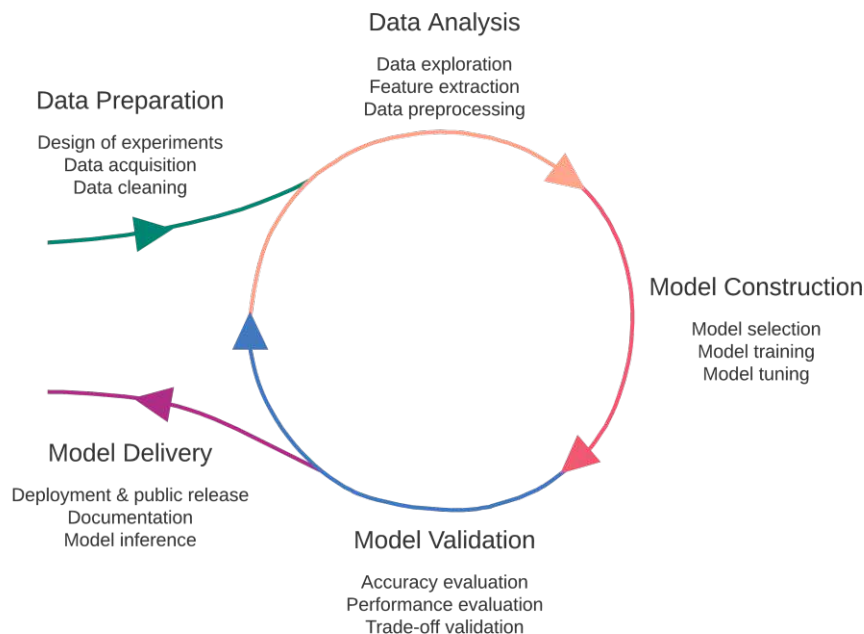 Data Analysis
Data exploration
Feature extraction
Data preprocessing
Data Preparation
Design of experiments
Data acquisition
Data cleaning
Model Construction
Model selection
Model training
Model tuning
Model Delivery
Deployment & public release
Documentation
Model inference
Model Validation
Accuracy evaluation
Performance evaluation
Trade-off validation